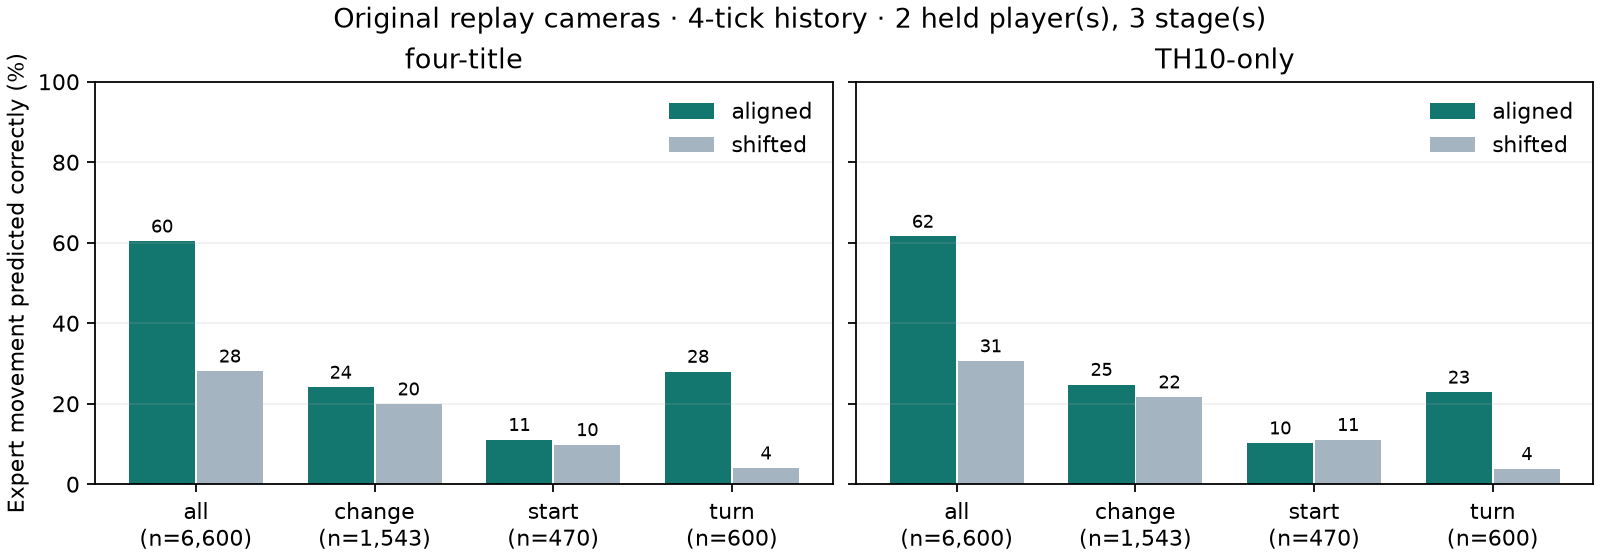 Original replay cameras · 4-tick history · 2 held player(s), 3 stage(s)
four-title
TH10-only
Expert movement predicted correctly (%)
100
80
60
40
20
0
aligned
shifted
60
28
24
20
11
10
28
4
all
(n=6,600)
change
(n=1,543)
start
(n=470)
turn
(n=600)
aligned
shifted
62
31
25
22
10
11
23
4
all
(n=6,600)
change
(n=1,543)
start
(n=470)
turn
(n=600)